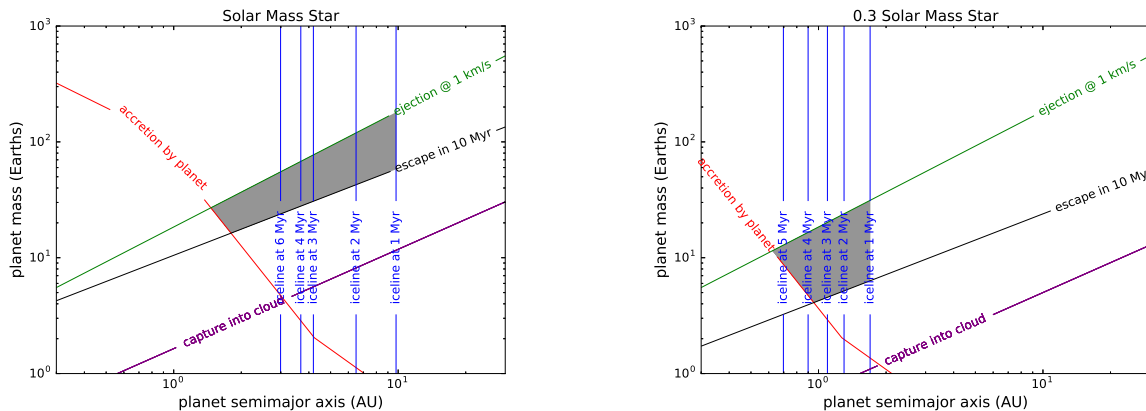 Solar Mass Star
10³
10²
10¹
10⁰
planet mass (Earths)
accretion by planet
ejection @ 1 km/s
escape in 10 Myr
capture into cloud
iceline at 6 Myr
iceline at 4 Myr
iceline at 3 Myr
iceline at 2 Myr
iceline at 1 Myr
10⁰
10¹
planet semimajor axis (AU)
0.3 Solar Mass Star
10³
10²
10¹
10⁰
planet mass (Earths)
accretion by planet
ejection @ 1 km/s
escape in 10 My
capture into cloud
iceline at 5 Myr
iceline at 4 Myr
iceline at 3 Myr
iceline at 2 Myr
iceline at 1 Myr
10⁰
10¹
planet semimajor axis (AU)